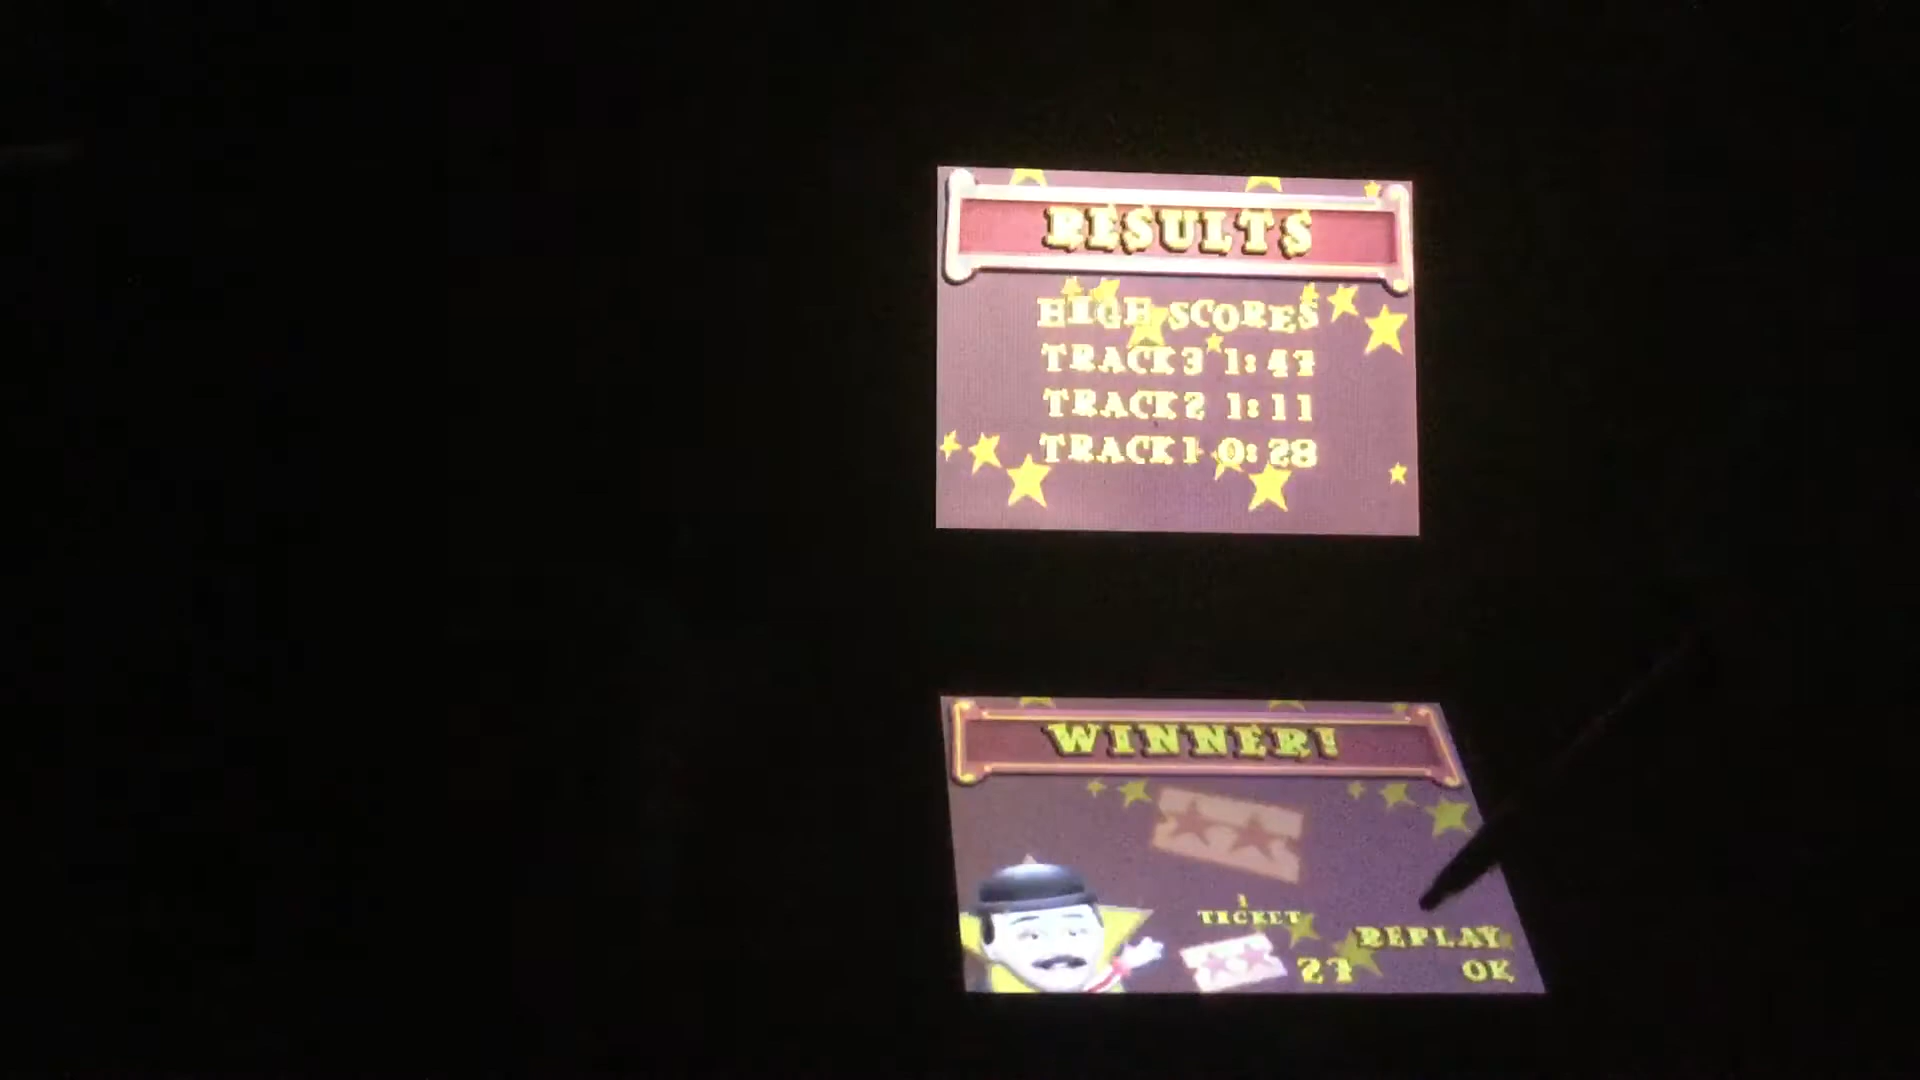 RESULTS
HIGH SCORES
TRACK 3 1:47
TRACK 2 1:11
TRACK 1 0:28
WINNER!
1
TICKET
27
REPLAY
OK